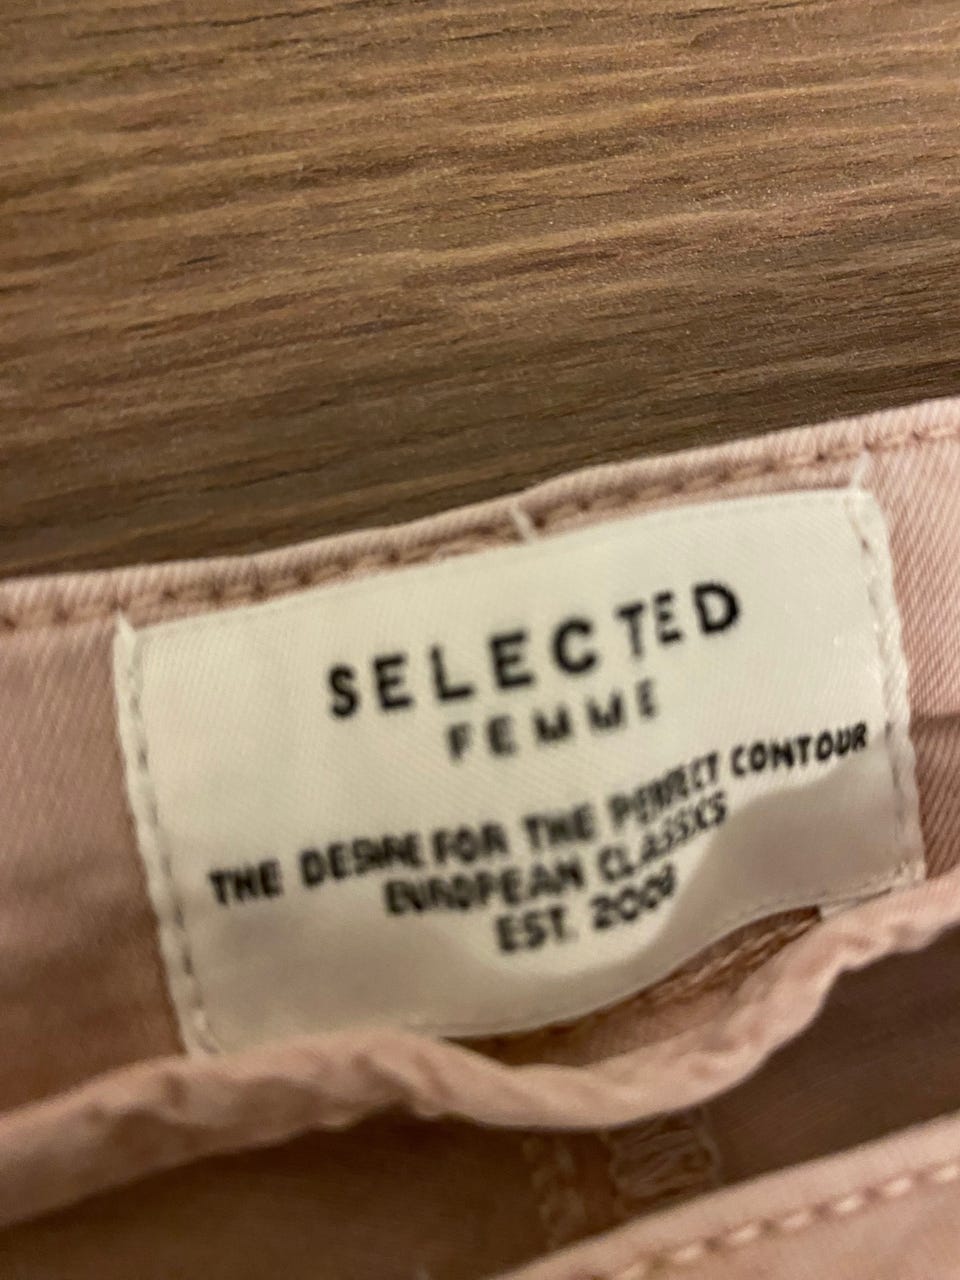 SELECTED
FEMME
THE DESIRE FOR THE PERFECT CONTOUR
EUROPEAN CLASSICS
EST. 2008